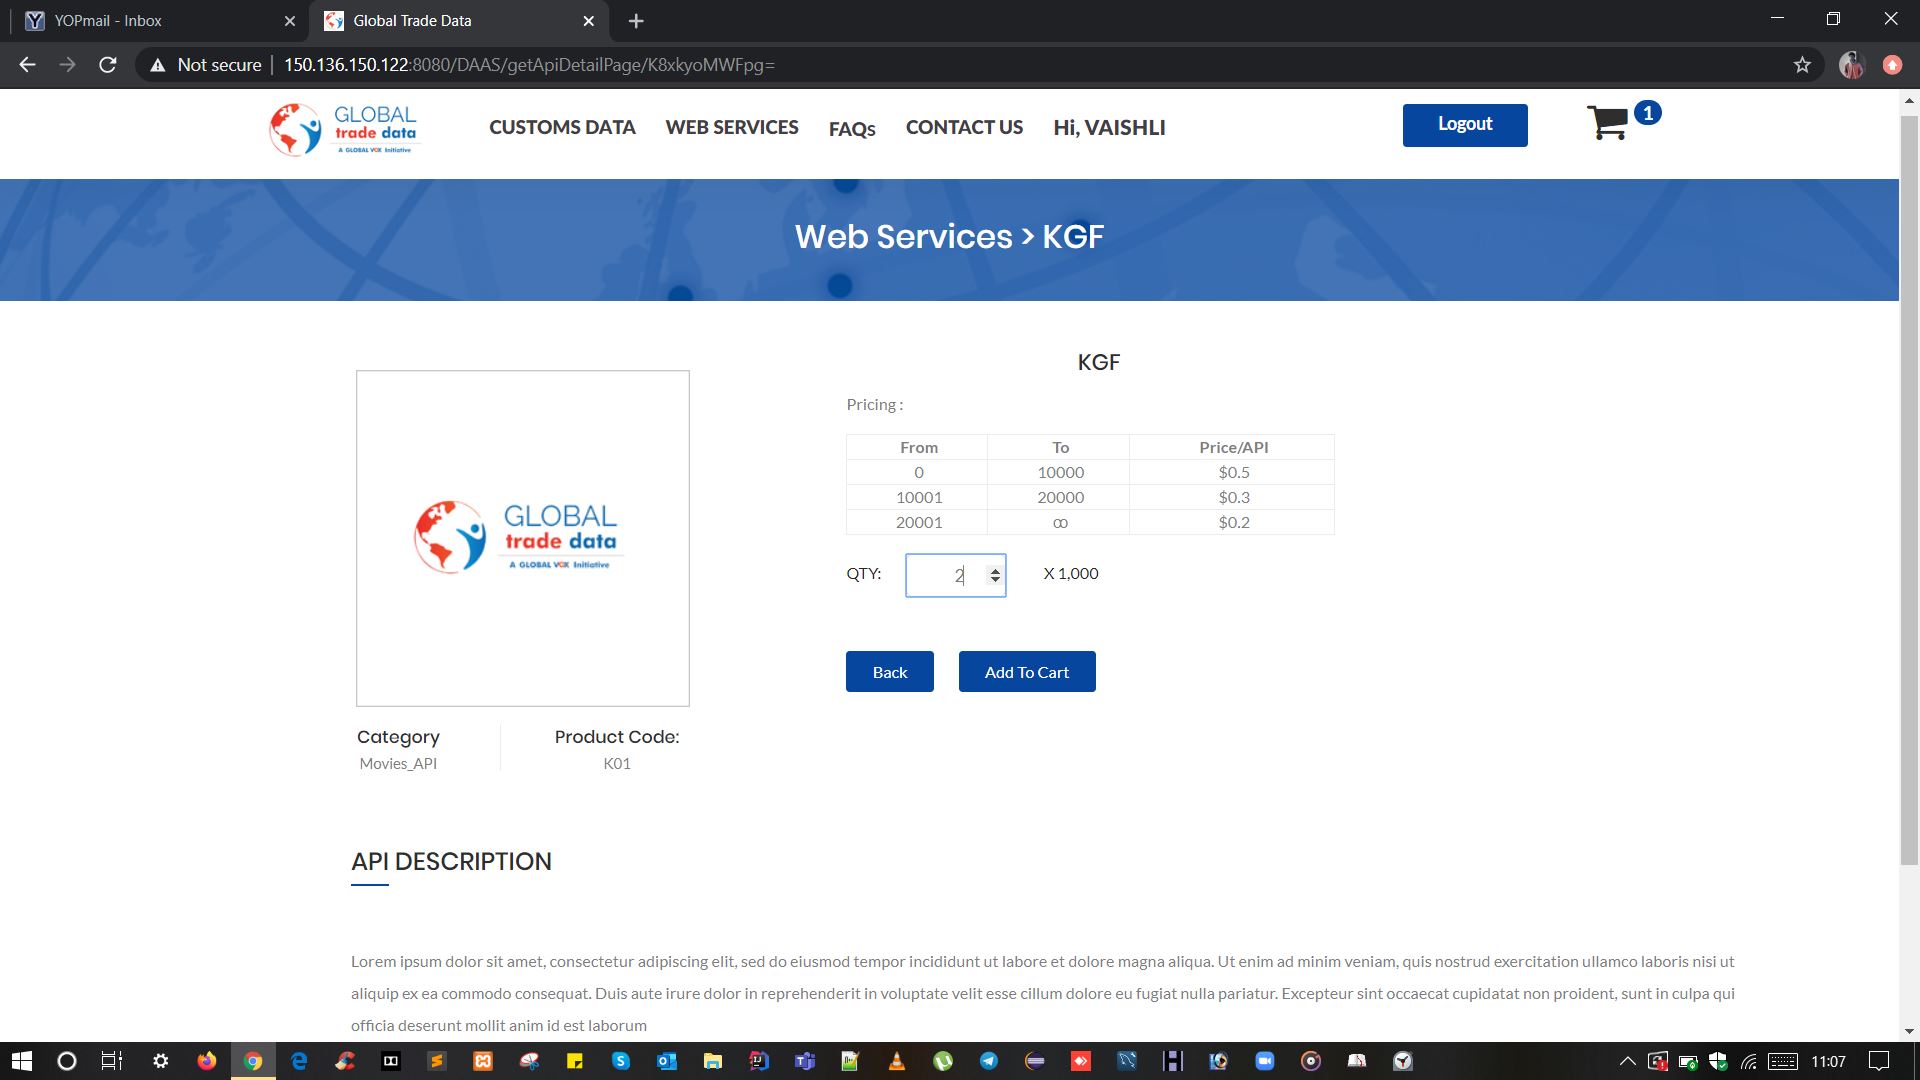 YOPmail - Inbox
Global Trade Data
Not secure
150.136.150.122:8080/DAAS/getApiDetailPage/K8xkyoMWFpg=
GLOBAL
trade data
A GLOBAL VOX Initiative
CUSTOMS DATA
WEB SERVICES
FAQs
CONTACT US
Hi, VAISHLI
Logout
1
Web Services > KGF
KGF
Pricing :
From To Price/API
0 10000 $0.5
10001 20000 $0.3
20001 ∞ $0.2
QTY: 2 X 1,000
Back
Add To Cart
GLOBAL
trade data
A GLOBAL VOX Initiative
Category
Movies_API
Product Code:
K01
API DESCRIPTION
Lorem ipsum dolor sit amet, consectetur adipiscing elit, sed do eiusmod tempor incididunt ut labore et dolore magna aliqua. Ut enim ad minim veniam, quis nostrud exercitation ullamco laboris nisi ut
aliquip ex ea commodo consequat. Duis aute irure dolor in reprehenderit in voluptate velit esse cillum dolore eu fugiat nulla pariatur. Excepteur sint occaecat cupidatat non proident, sunt in culpa qui
officia deserunt mollit anim id est laborum
11:07